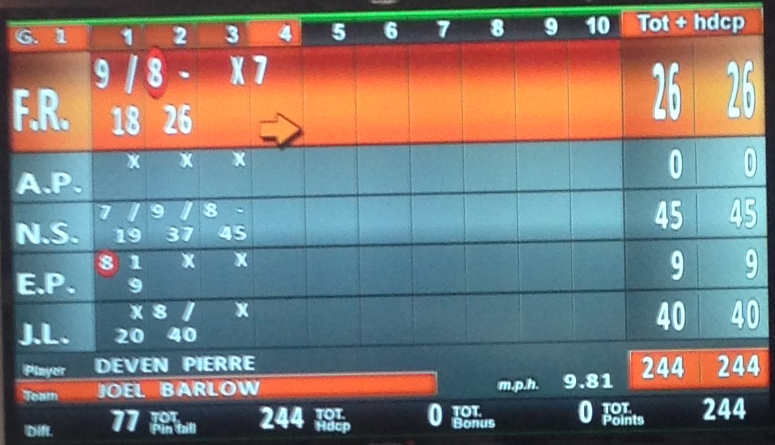 G. 1 1 2 3 4 5 6 7 8 9 10 Tot + hdcp
F.R. 9 / 8 - X 7 26 26
18 26
A.P. X X X 0 0
N.S. 7 / 9 / 8 - 45 45
19 37 45
E.P. 8 1 X X 9 9
9
J.L. X 8 / X 40 40
20 40
Player DEVEN PIERRE 244 244
Team JOEL BARLOW m.p.h. 9.81
Diff. 77 TOT. Pin fall 244 TOT. Hdcp 0 TOT. Bonus 0 TOT. Points 244